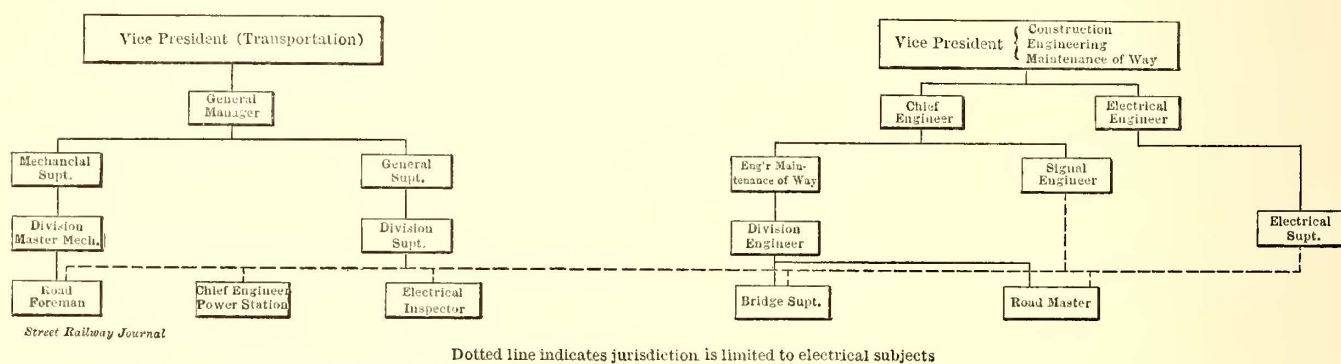 Vice President (Transportation)
General
Manager
Mechancial
Supt.
General
Supt.
Division
Master Mech.
Division
Supt.
Road
Foreman
Chief Engineer
Power Station
Electrical
Inspector
Street Railway Journal
Vice President { Construction
Engineering
Maintenance of Way
Chief
Engineer
Electrical
Engineer
Eng'r Main-
tenance of Way
Signal
Engineer
Division
Engineer
Electrical
Supt.
Bridge Supt.
Road Master
Dotted line indicates jurisdiction is limited to electrical subjects